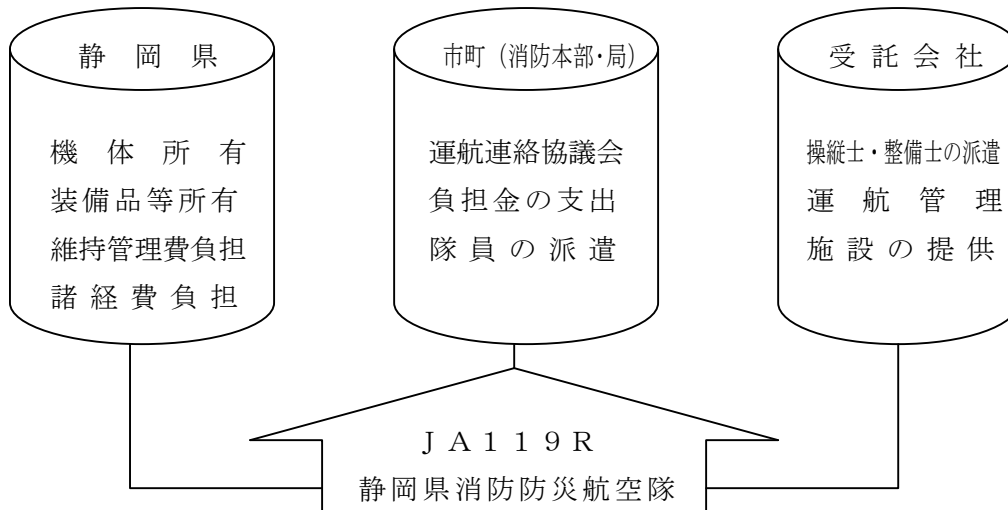 静岡県
機体所有
装備品等所有
維持管理費負担
諸経費負担
市町（消防本部・局）
運航連絡協議会
負担金の支出
隊員の派遣
受託会社
操縦士・整備士の派遣
運航管理
施設の提供
ＪＡ１１９Ｒ
静岡県消防防災航空隊